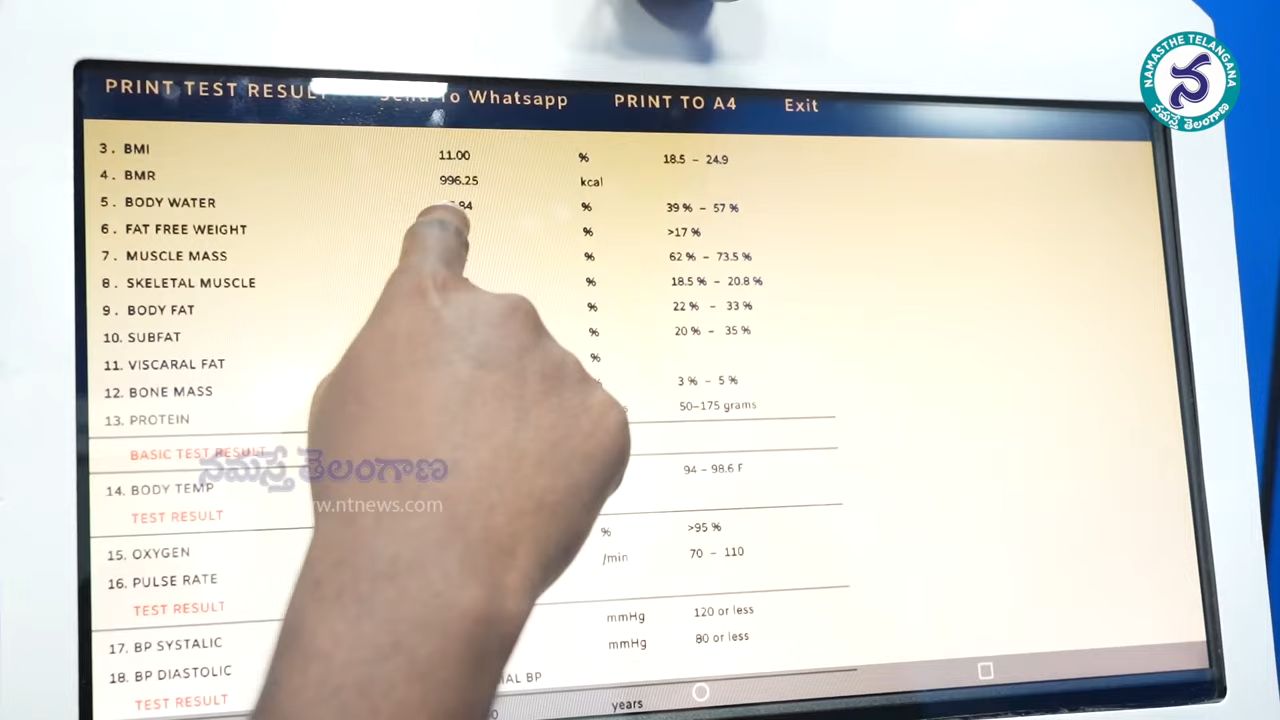 PRINT TEST RESULT Send To Whatsapp PRINT TO A4 Exit
NAMASTHE TELANGANA
న
నమస్తే తెలంగాణ
3. BMI 11.00 % 18.5 - 24.9
4. BMR 996.25 kcal
5. BODY WATER % 39 % - 57 %
6. FAT FREE WEIGHT % >17 %
7. MUSCLE MASS % 62 % - 73.5 %
8. SKELETAL MUSCLE % 18.5 % - 20.8 %
9. BODY FAT % 22 % - 33 %
10. SUBFAT % 20 % - 35 %
11. VISCARAL FAT %
12. BONE MASS 3 % - 5 %
13. PROTEIN 50-175 grams
BASIC TEST RESULT
నమస్తే తెలంగాణ
14. BODY TEMP 94 - 98.6 F
www.ntnews.com
TEST RESULT
15. OXYGEN % >95 %
16. PULSE RATE /min 70 - 110
TEST RESULT
17. BP SYSTALIC mmHg 120 or less
18. BP DIASTOLIC mmHg 80 or less
TEST RESULT BP
years